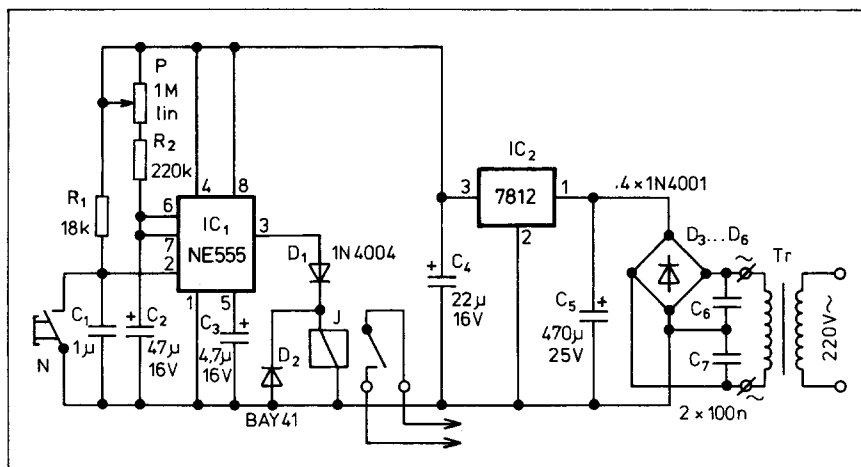 P
1M
lin
R2
220k
R1
18k
4
8
6
7
2
IC1
NE555
3
1
5
D1
1N4004
N
C1
1µ
C2
+
47µ
16V
C3
+
4,7µ
16V
D2
BAY41
J
+
C4
22µ
16V
IC2
3
7812
1
2
.4×1N4001
D3...D6
C5
+
470µ
25V
~
C6
C7
~
2×100n
Tr
220V~